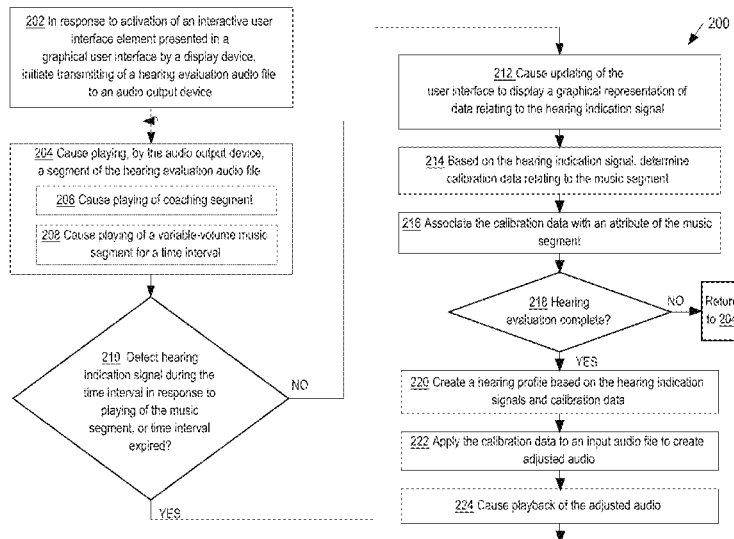 200
202 In response to activation of an interactive user
interface element presented in a
graphical user interface by a display device,
initiate transmitting of a hearing evaluation audio file
to an audio output device
204 Cause playing, by the audio output device,
a segment of the hearing evaluation audio file
206 Cause playing of coaching segment
208 Cause playing of a variable-volume music
segment for a time interval
210 Detect hearing
indication signal during the
time interval in response to
playing of the music
segment, or time interval
expired?
NO
YES
212 Cause updating of the
user interface to display a graphical representation of
data relating to the hearing indication signal
214 Based on the hearing indication signal, determine
calibration data relating to the music segment
216 Associate the calibration data with an attribute of the music
segment
218 Hearing
evaluation complete?
NO
Return
to 204
YES
220 Create a hearing profile based on the hearing indication
signals and calibration data
222 Apply the calibration data to an input audio file to create
adjusted audio
224 Cause playback of the adjusted audio